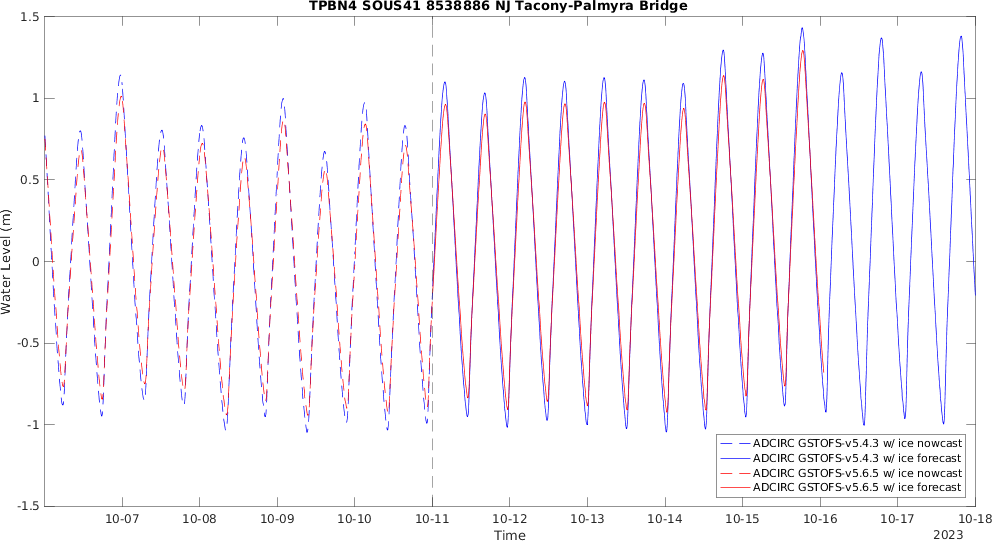 TPBN4 SOUS41 8538886 NJ Tacony-Palmyra Bridge
1.5
1
0.5
0
-0.5
-1
-1.5
Water Level (m)
10-07 10-08 10-09 10-10 10-11 10-12 10-13 10-14 10-15 10-16 10-17 10-18
Time
2023
ADCIRC GSTOFS-v5.4.3 w/ ice nowcast
ADCIRC GSTOFS-v5.4.3 w/ ice forecast
ADCIRC GSTOFS-v5.6.5 w/ ice nowcast
ADCIRC GSTOFS-v5.6.5 w/ ice forecast